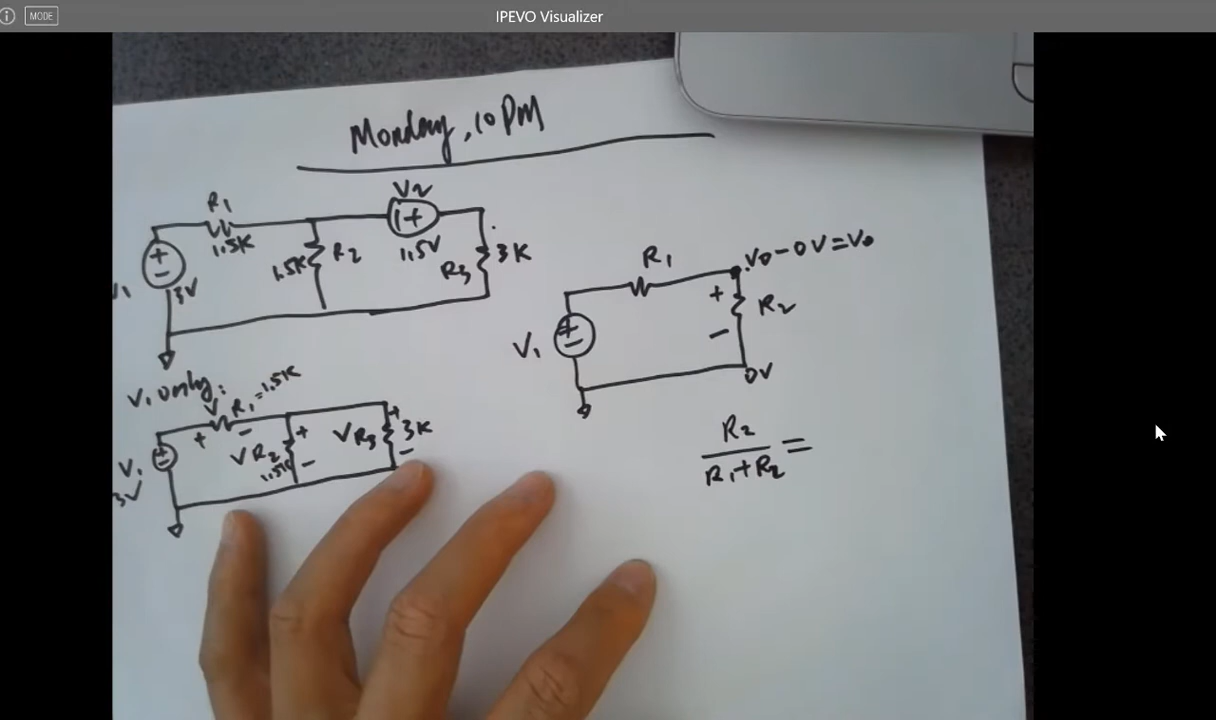 MODE
IPEVO Visualizer
Monday, 10 PM
R1
1.5K
V2
1.5V
1.5K
R2
R3
3K
3V
V1 only:
R1 = 1.5K
V1
3V
VR2
1.5K
VR3
3K
R1
V0 - 0V = V0
V1
R2
0V
R2
R1 + R2 =